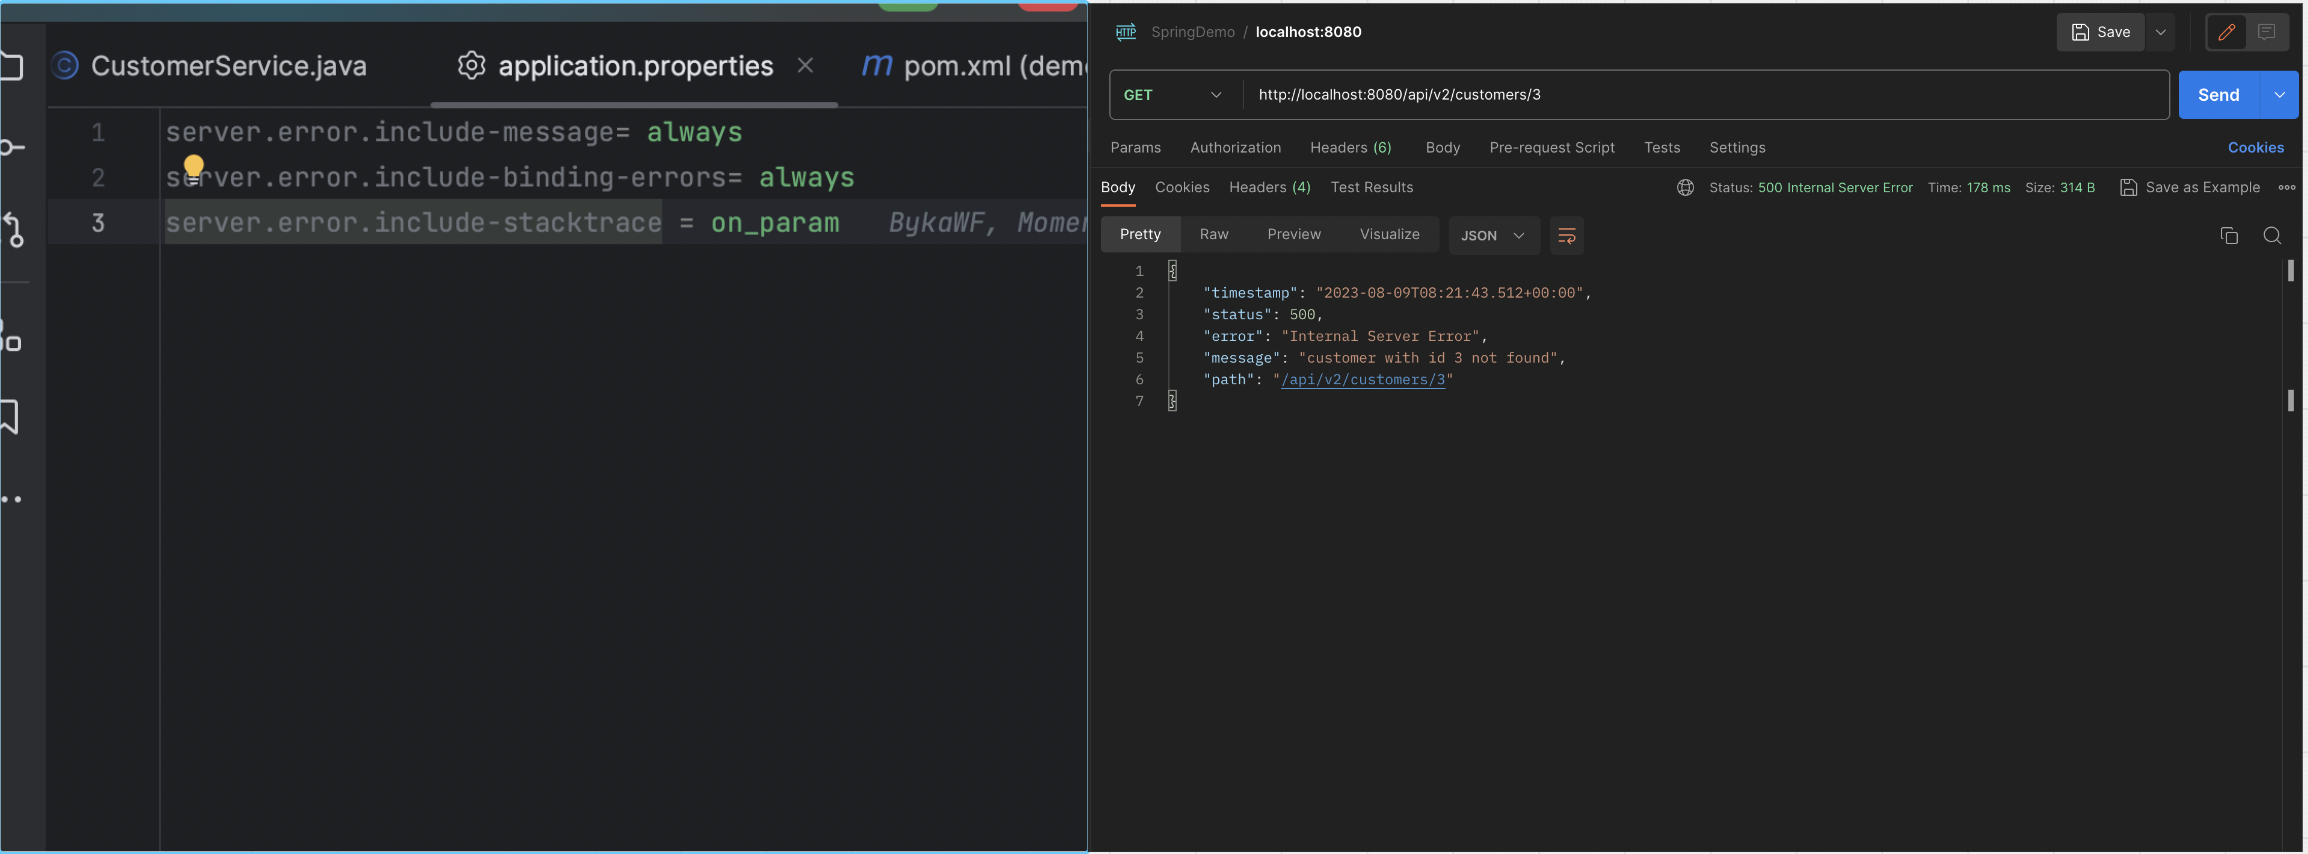 CustomerService.java
application.properties
pom.xml (dem
1 server.error.include-message= always
2 server.error.include-binding-errors= always
3 server.error.include-stacktrace = on_param BykaWF, Momen
HTTP SpringDemo / localhost:8080
Save
GET http://localhost:8080/api/v2/customers/3
Send
Params Authorization Headers (6) Body Pre-request Script Tests Settings Cookies
Body Cookies Headers (4) Test Results Status: 500 Internal Server Error Time: 178 ms Size: 314 B Save as Example
Pretty Raw Preview Visualize JSON
1 {
2 "timestamp": "2023-08-09T08:21:43.512+00:00",
3 "status": 500,
4 "error": "Internal Server Error",
5 "message": "customer with id 3 not found",
6 "path": "/api/v2/customers/3"
7 }